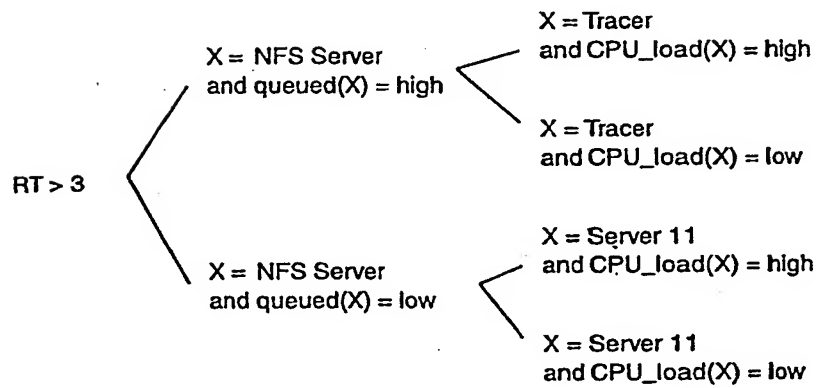 X = Tracer
and CPU_load(X) = high
X = NFS Server
and queued(X) = high
X = Tracer
and CPU_load(X) = low
RT > 3
X = Server 11
and CPU_load(X) = high
X = NFS Server
and queued(X) = low
X = Server 11
and CPU_load(X) = low